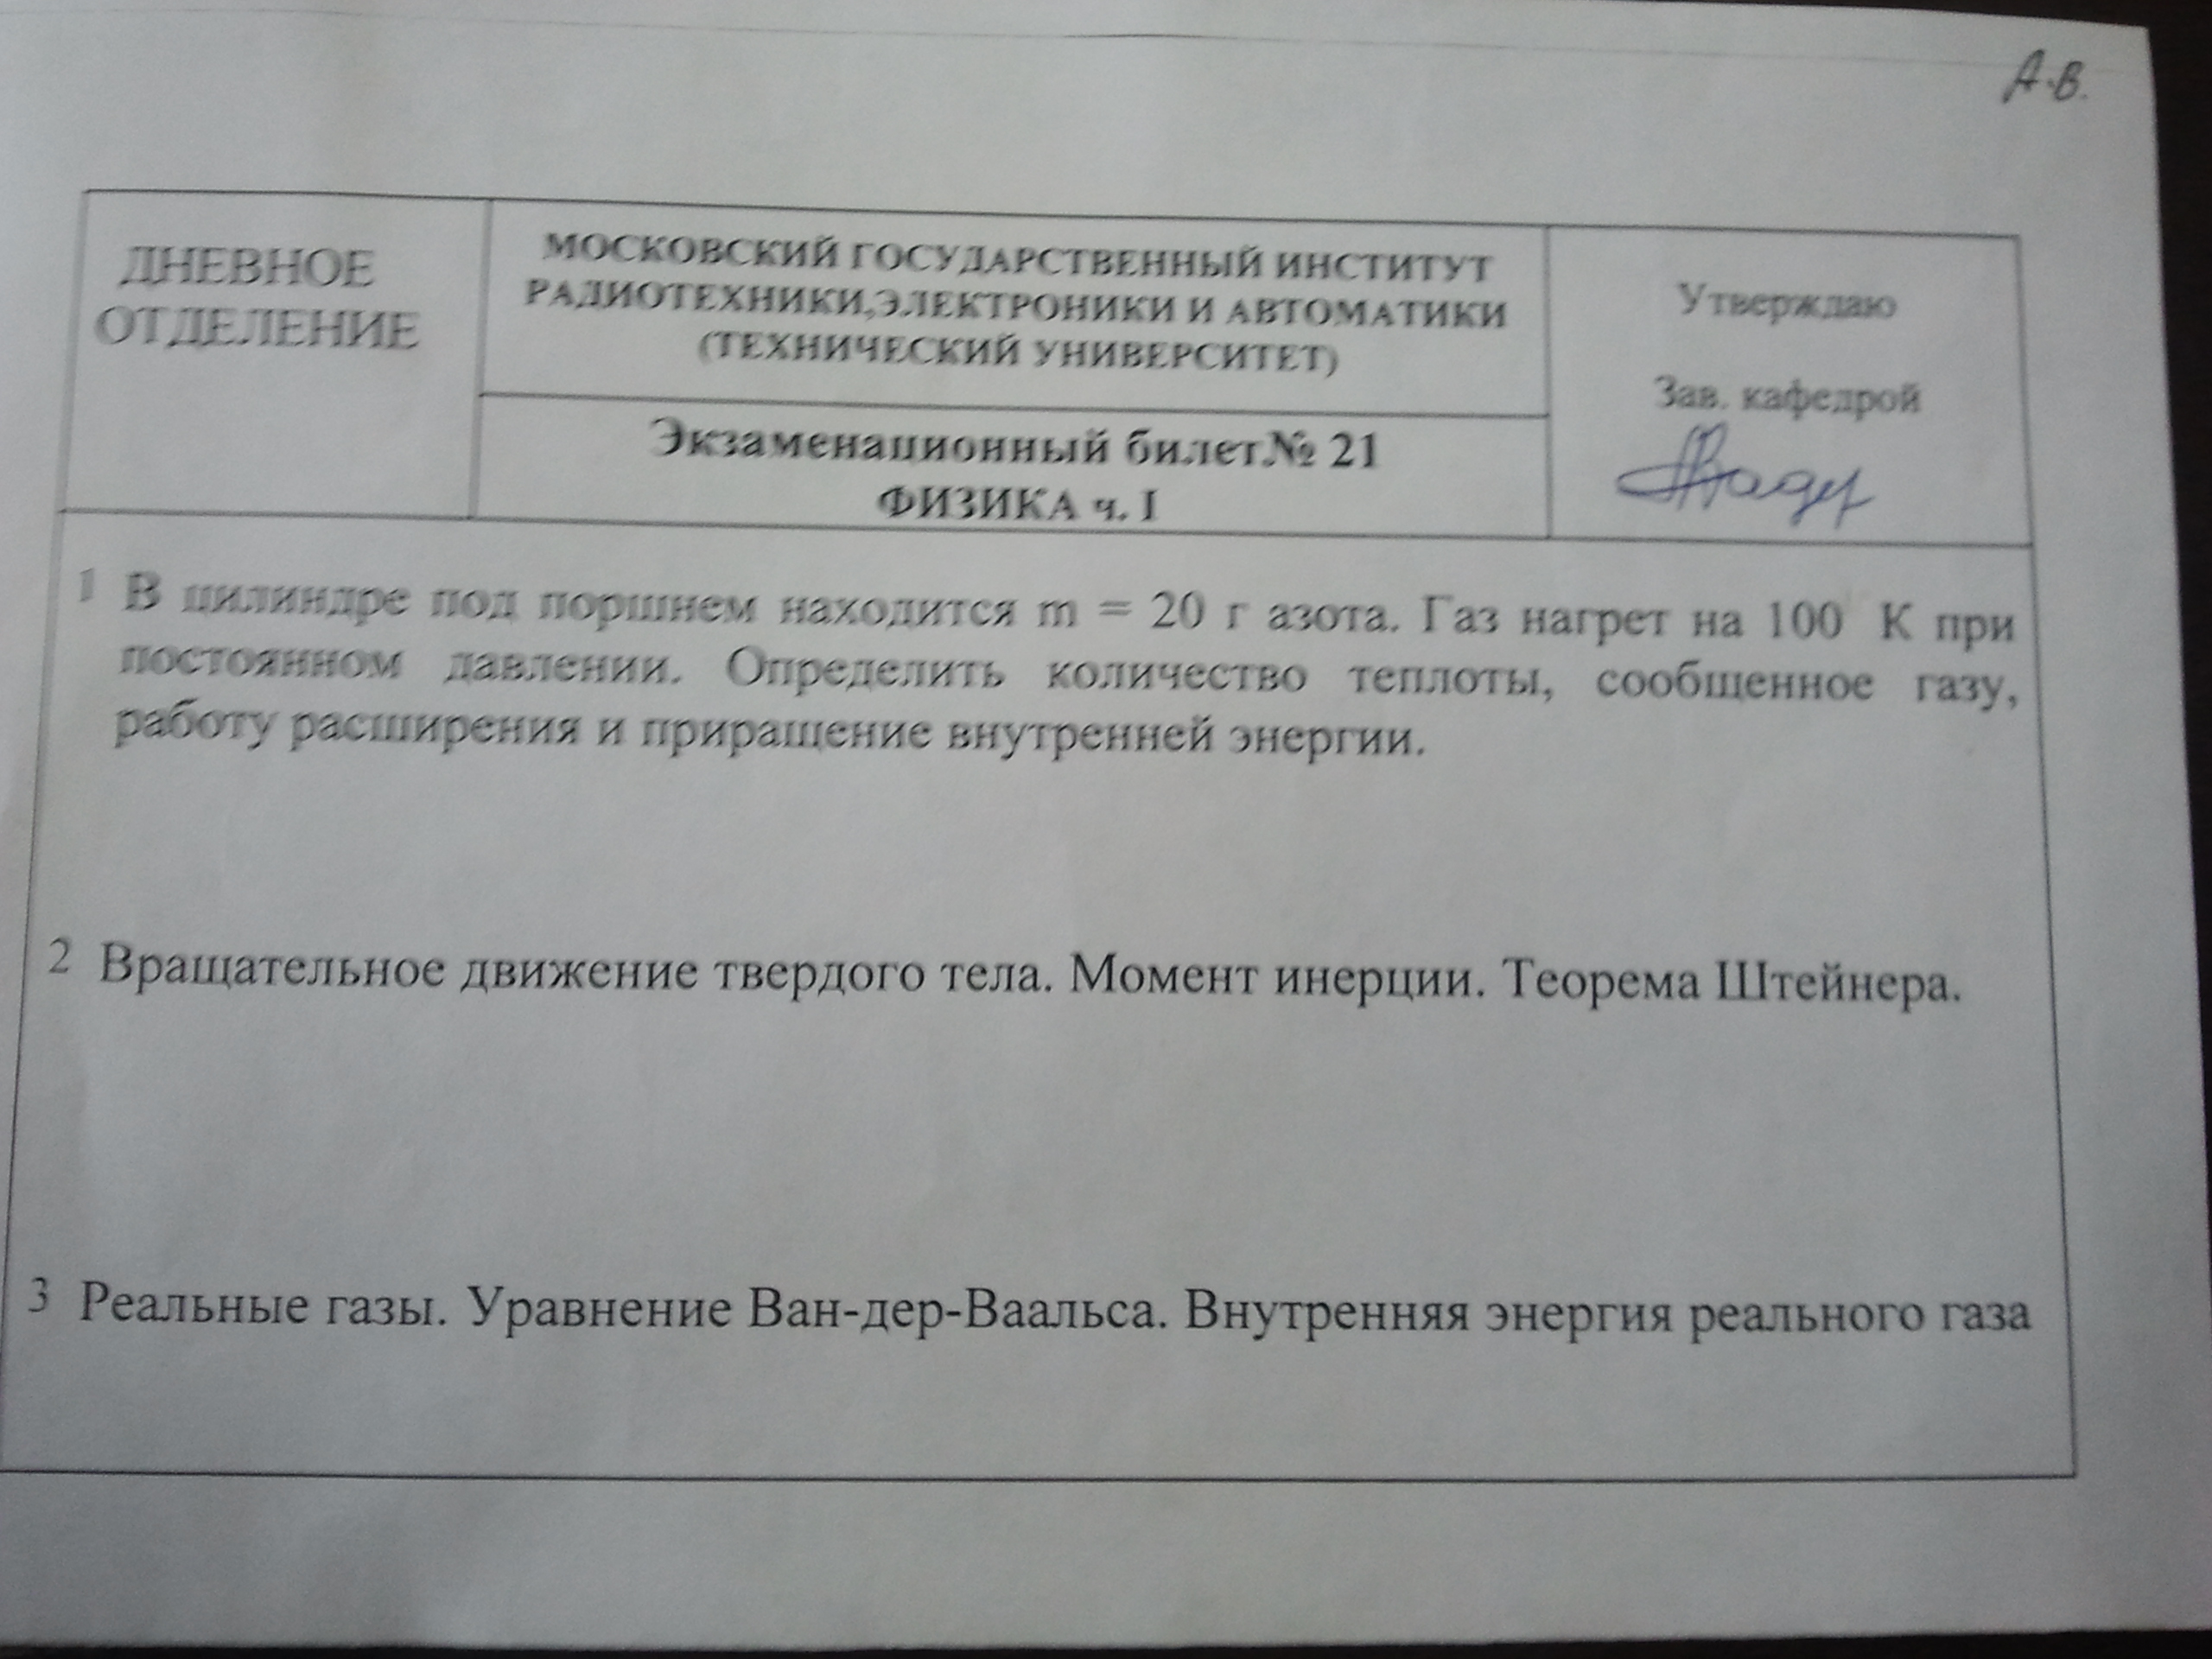 А.В.
ДНЕВНОЕ
ОТДЕЛЕНИЕ
МОСКОВСКИЙ ГОСУДАРСТВЕННЫЙ ИНСТИТУТ
РАДИОТЕХНИКИ,ЭЛЕКТРОНИКИ И АВТОМАТИКИ
(ТЕХНИЧЕСКИЙ УНИВЕРСИТЕТ)
Экзаменационный билет№ 21
ФИЗИКА ч. I
Утверждаю
Зав. кафедрой
1 В цилиндре под поршнем находится m = 20 г азота. Газ нагрет на 100 К при
постоянном давлении. Определить количество теплоты, сообщенное газу,
работу расширения и приращение внутренней энергии.
2 Вращательное движение твердого тела. Момент инерции. Теорема Штейнера.
3 Реальные газы. Уравнение Ван-дер-Ваальса. Внутренняя энергия реального газа